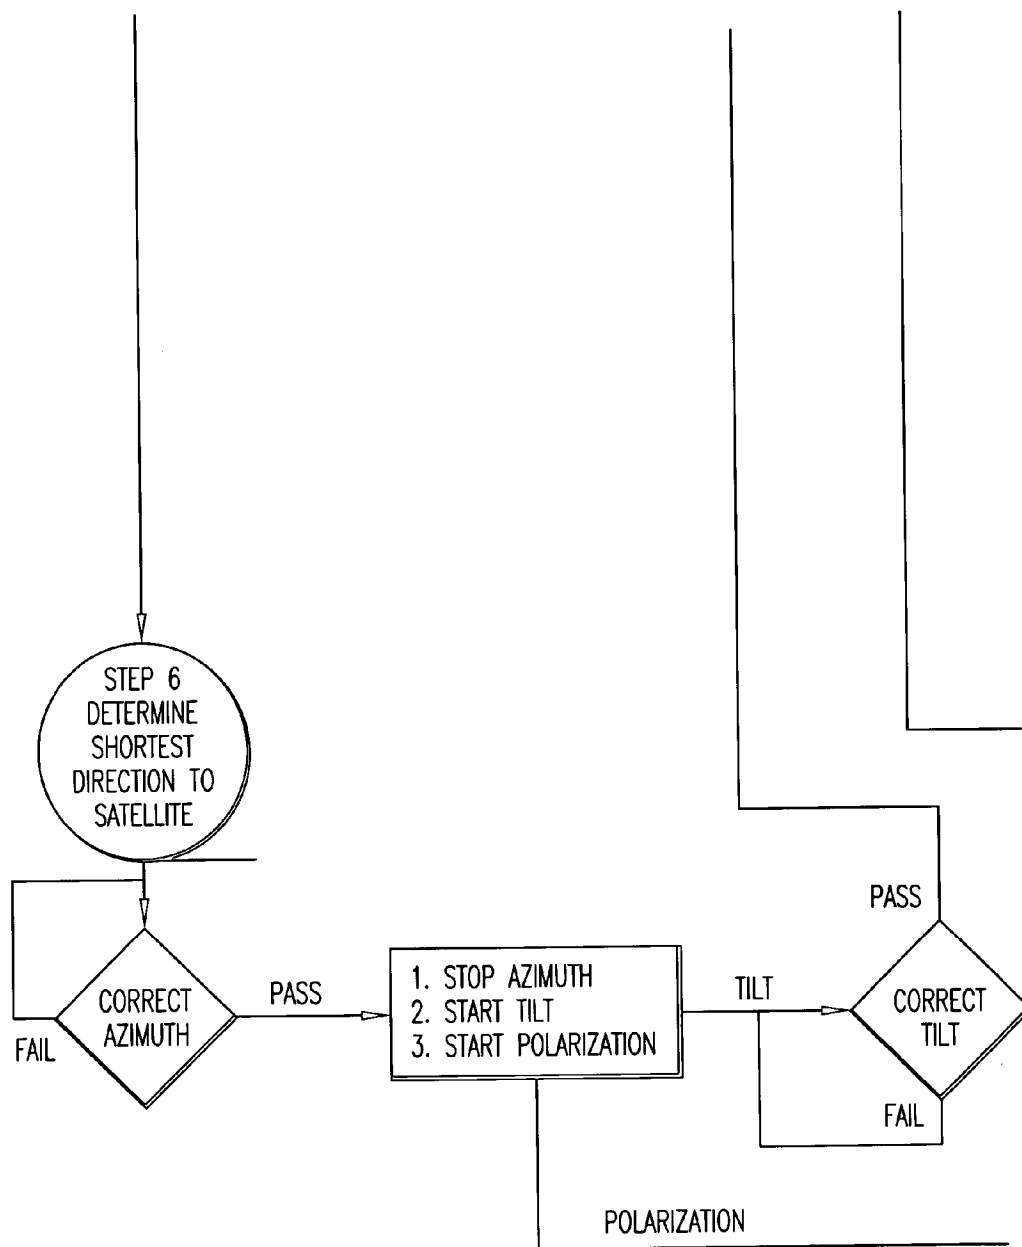 STEP 6
DETERMINE
SHORTEST
DIRECTION TO
SATELLITE
CORRECT
AZIMUTH
FAIL
PASS
1. STOP AZIMUTH
2. START TILT
3. START POLARIZATION
TILT
PASS
CORRECT
TILT
FAIL
POLARIZATION